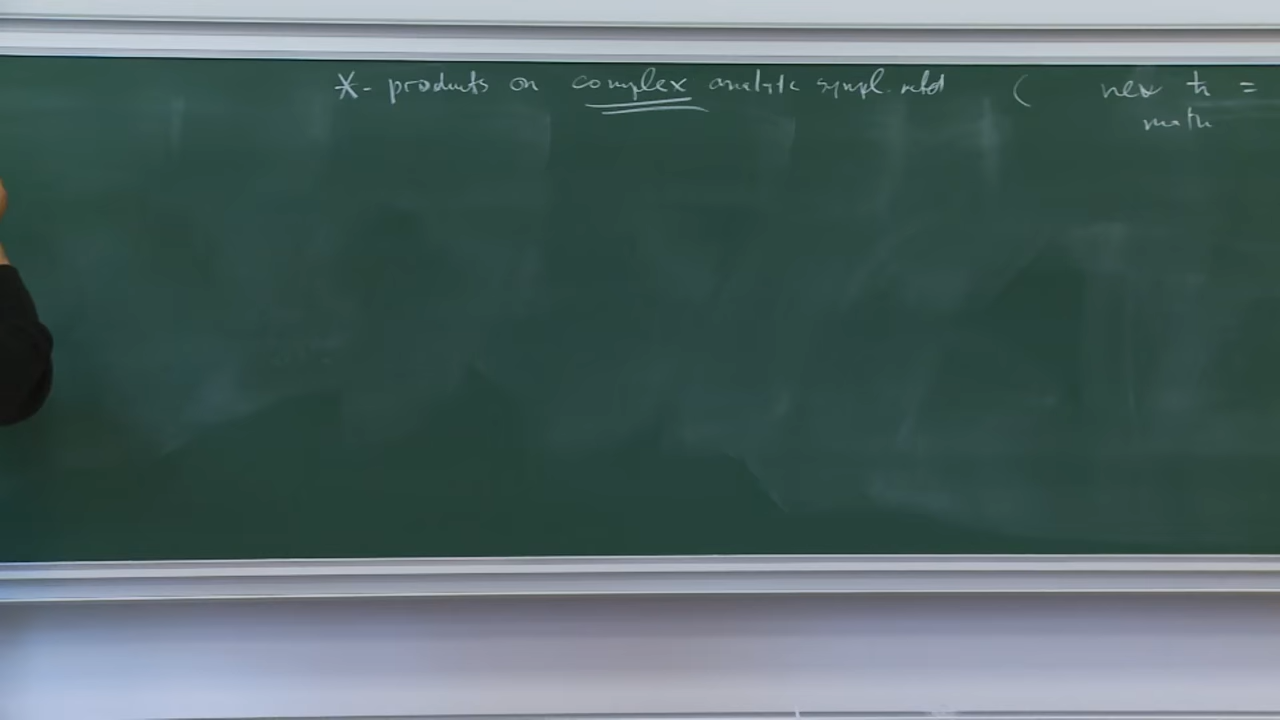 *- products on complex analytic sympl. mfd ( new ħ =
math